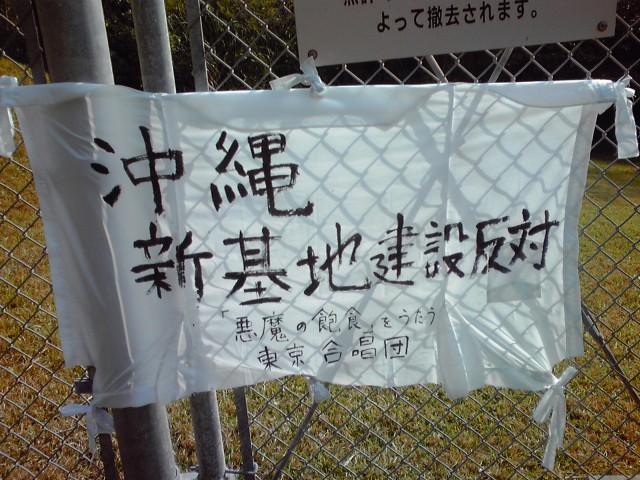 よって撤去されます。
沖縄
新基地建設反対
「悪魔の飽食」をうたう
東京合唱団